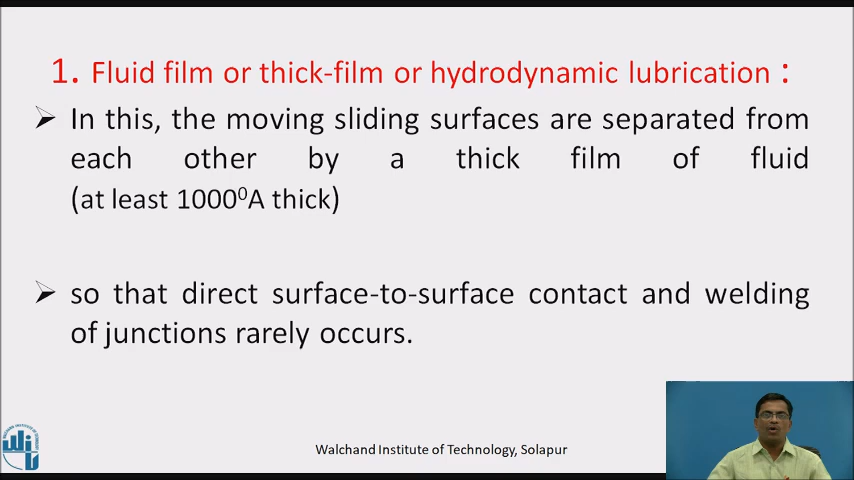 1. Fluid film or thick-film or hydrodynamic lubrication :
➢ In this, the moving sliding surfaces are separated from
each other by a thick film of fluid
(at least 1000⁰A thick)
➢ so that direct surface-to-surface contact and welding
of junctions rarely occurs.
Walchand Institute of Technology, Solapur